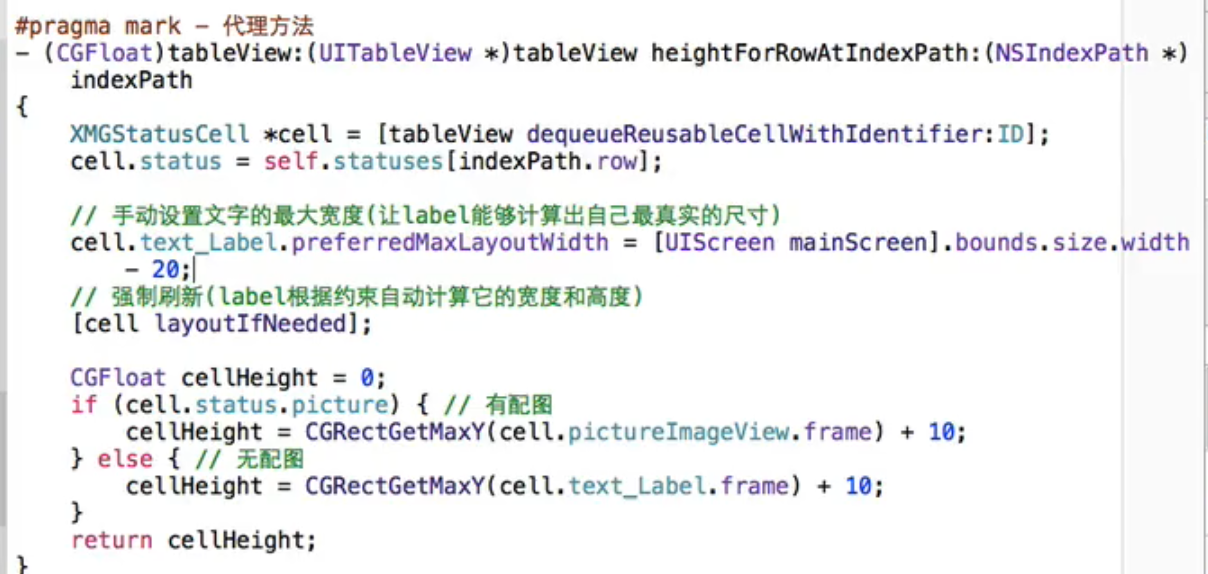 #pragma mark - 代理方法
- (CGFloat)tableView:(UITableView *)tableView heightForRowAtIndexPath:(NSIndexPath *)
indexPath
{
XMGStatusCell *cell = [tableView dequeueReusableCellWithIdentifier:ID];
cell.status = self.statuses[indexPath.row];
// 手动设置文字的最大宽度(让label能够计算出自己最真实的尺寸)
cell.text_Label.preferredMaxLayoutWidth = [UIScreen mainScreen].bounds.size.width
- 20;
// 强制刷新(label根据约束自动计算它的宽度和高度)
[cell layoutIfNeeded];
CGFloat cellHeight = 0;
if (cell.status.picture) { // 有配图
cellHeight = CGRectGetMaxY(cell.pictureImageView.frame) + 10;
} else { // 无配图
cellHeight = CGRectGetMaxY(cell.text_Label.frame) + 10;
}
return cellHeight;
}